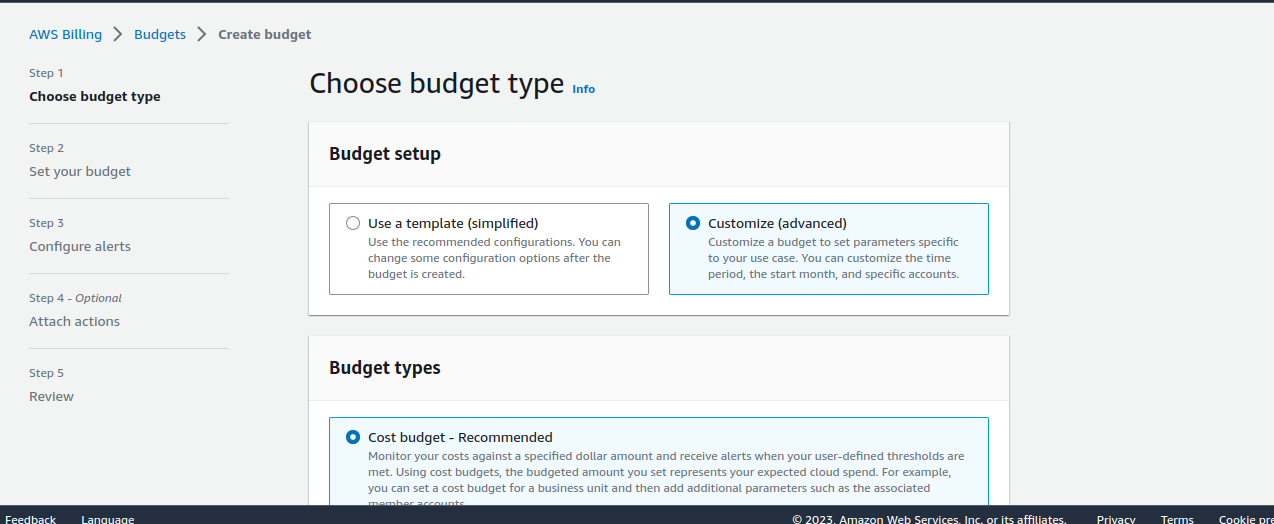 AWS Billing > Budgets > Create budget
Step 1
Choose budget type
Step 2
Set your budget
Step 3
Configure alerts
Step 4 - Optional
Attach actions
Step 5
Review
Choose budget type Info
Budget setup
Use a template (simplified)
Use the recommended configurations. You can
change some configuration options after the
budget is created.
Customize (advanced)
Customize a budget to set parameters specific
to your use case. You can customize the time
period, the start month, and specific accounts.
Budget types
Cost budget - Recommended
Monitor your costs against a specified dollar amount and receive alerts when your user-defined thresholds are
met. Using cost budgets, the budgeted amount you set represents your expected cloud spend. For example,
you can set a cost budget for a business unit and then add additional parameters such as the associated
member accounts.
Feedback Language © 2023, Amazon Web Services, Inc. or its affiliates. Privacy Terms Cookie pre